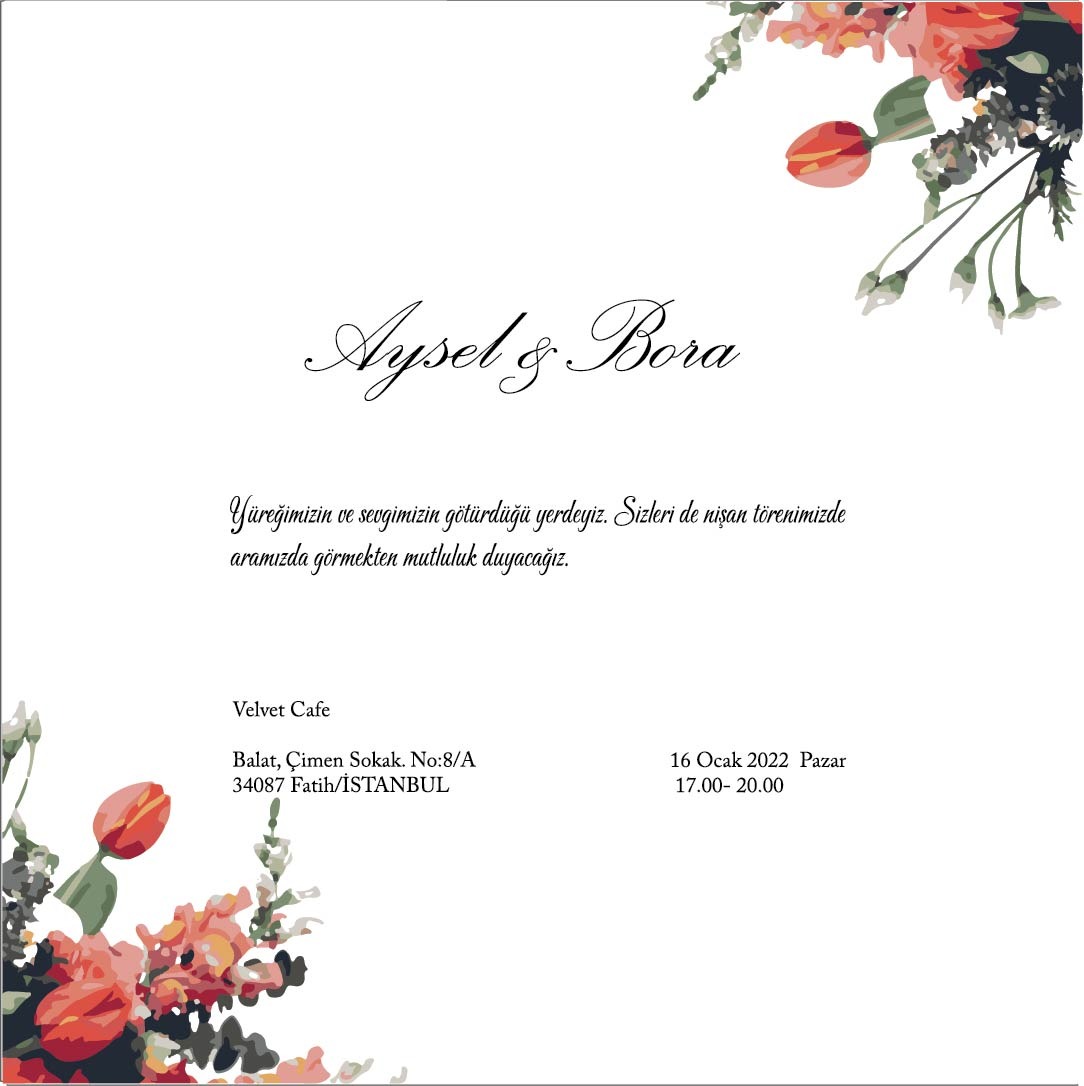 Aysel & Bora
Yüreğimizin ve sevgimizin götürdüğü yerdeyiz. Sizleri de nişan törenimizde
aramızda görmekten mutluluk duyacağız.
Velvet Cafe
Balat, Çimen Sokak. No:8/A
34087 Fatih/İSTANBUL
16 Ocak 2022 Pazar
17.00- 20.00